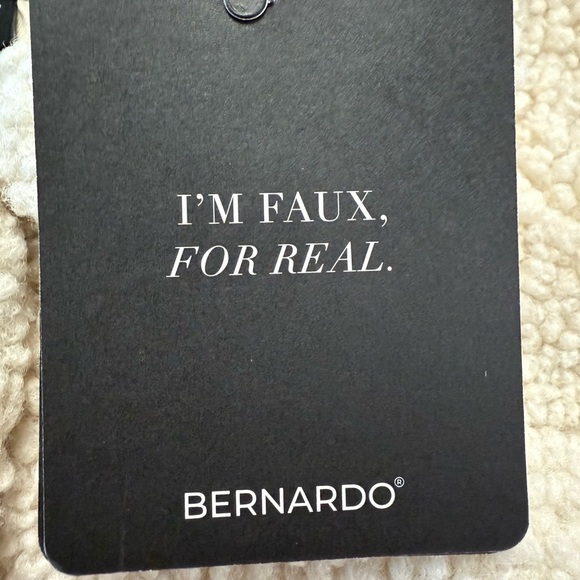 I'M FAUX,
FOR REAL.
BERNARDO®